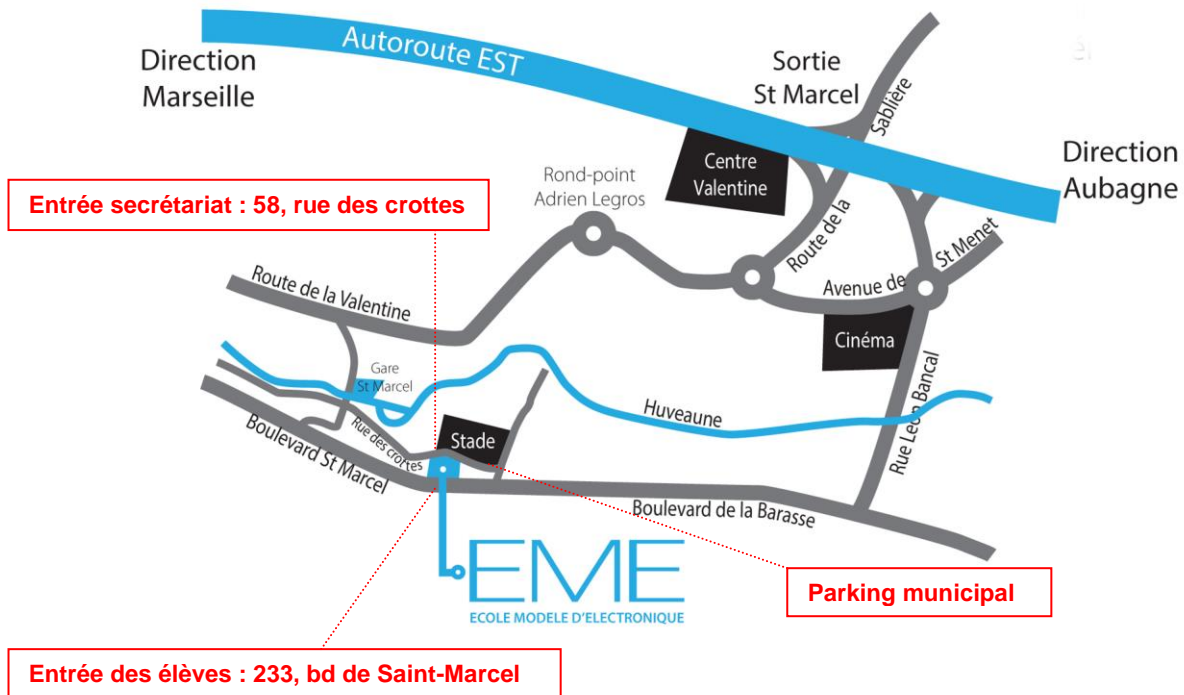 Autoroute EST
Direction
Marseille
Sortie
St Marcel
Sablière
Route de la
Direction
Aubagne
Centre
Valentine
Rond-point
Adrien Legros
Entrée secrétariat : 58, rue des crottes
St Menet
Avenue de
Route de la Valentine
Cinéma
Gare
St Marcel
Rue Léon Bancal
Huveaune
Rue des crottes
Stade
Boulevard St Marcel
Boulevard de la Barasse
EME
ECOLE MODELE D'ELECTRONIQUE
Parking municipal
Entrée des élèves : 233, bd de Saint-Marcel